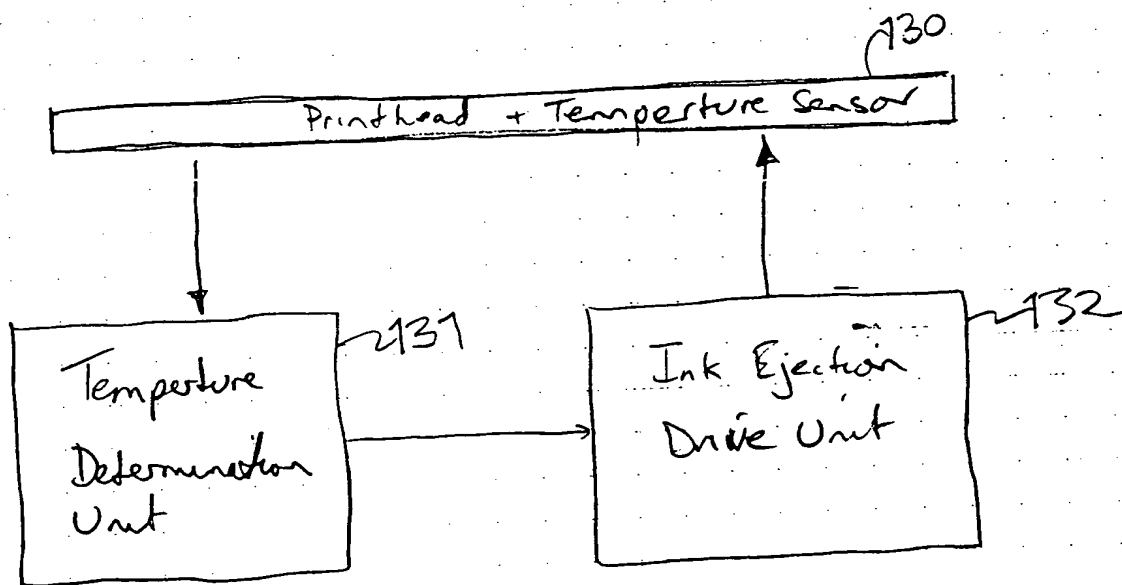 130
Printhead + Temperture Sensor
131
Temperture
Determination
Unit
132
Ink Ejection
Drive Unit